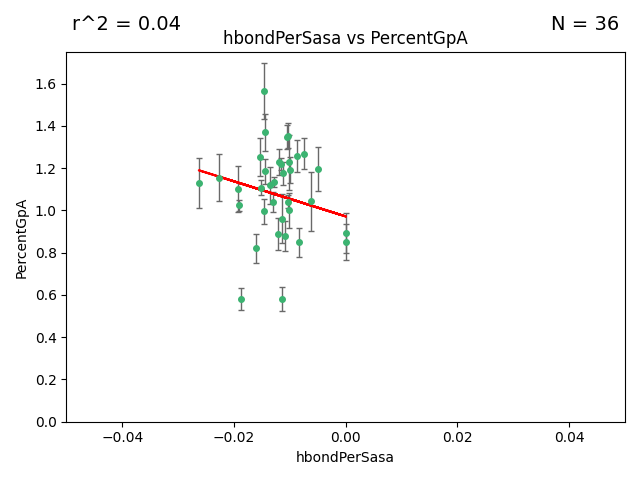 r^2 = 0.04
N = 36
hbondPerSasa vs PercentGpA
PercentGpA
1.6
1.4
1.2
1.0
0.8
0.6
0.4
0.2
0.0
−0.04
−0.02
0.00
0.02
0.04
hbondPerSasa